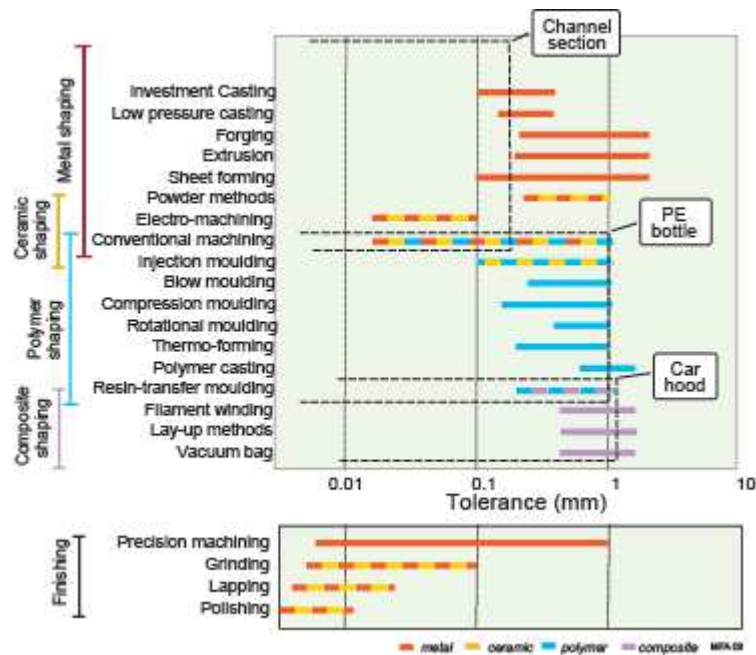 Channel
section
Metal shaping
Investment Casting
Low pressure casting
Forging
Extrusion
Sheet forming
Powder methods
Electro-machining
Conventional machining
PE
bottle
Ceramic
shaping
Injection moulding
Blow moulding
Compression moulding
Rotational moulding
Thermo-forming
Polymer casting
Polymer
shaping
Car
hood
Resin-transfer moulding
Filament winding
Lay-up methods
Vacuum bag
Composite
shaping
0.01 0.1 1 10
Tolerance (mm)
Finishing
Precision machining
Grinding
Lapping
Polishing
metal ceramic polymer composite